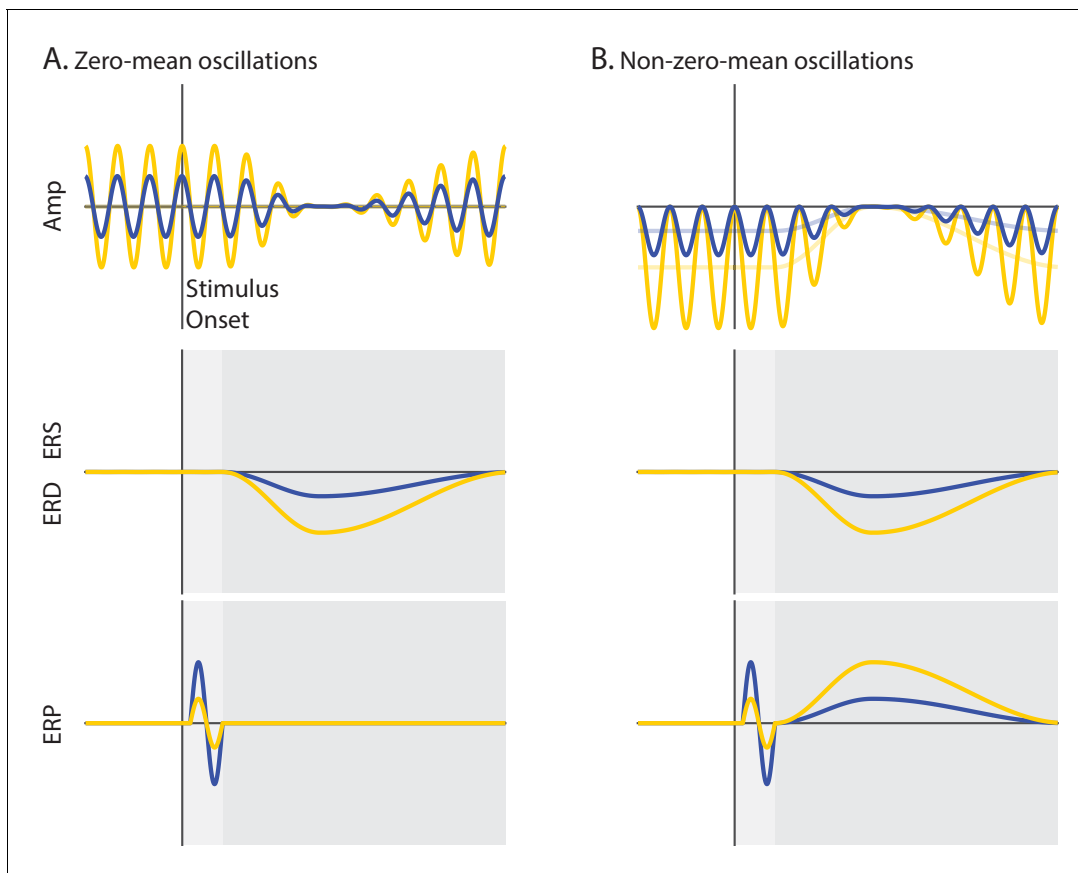 A. Zero-mean oscillations
B. Non-zero-mean oscillations
Amp
Stimulus
Onset
ERS
ERD
ERP